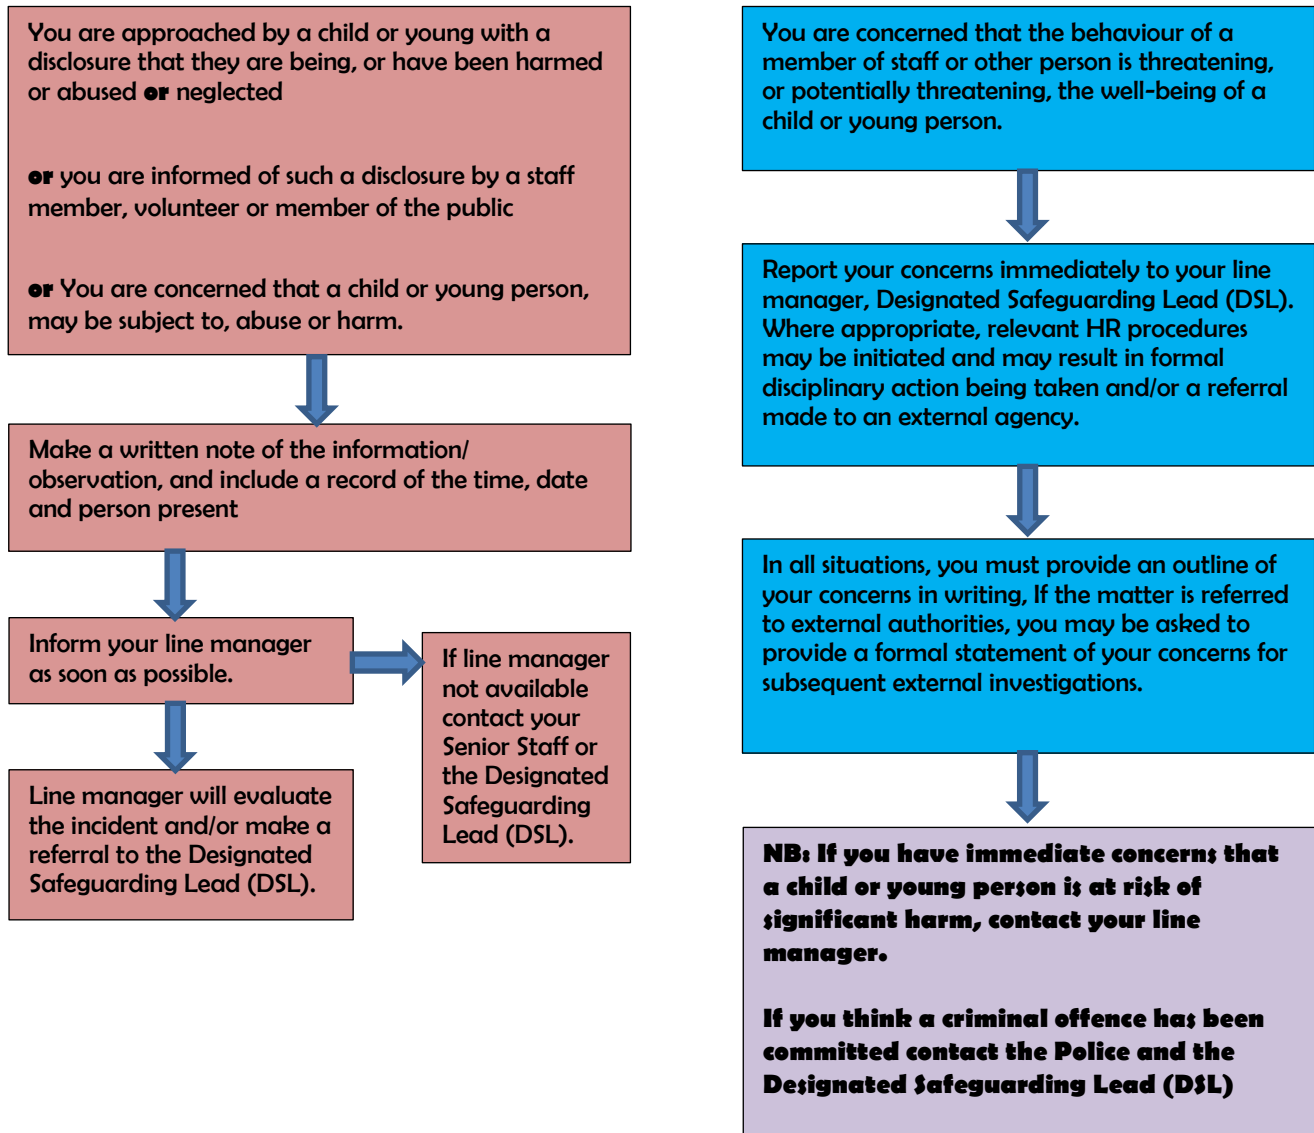 You are approached by a child or young with a
disclosure that they are being, or have been harmed
or abused or neglected
or you are informed of such a disclosure by a staff
member, volunteer or member of the public
or You are concerned that a child or young person,
may be subject to, abuse or harm.
Make a written note of the information/
observation, and include a record of the time, date
and person present
Inform your line manager
as soon as possible.
If line manager
not available
contact your
Senior Staff or
the Designated
Safeguarding
Lead (DSL).
Line manager will evaluate
the incident and/or make a
referral to the Designated
Safeguarding Lead (DSL).
You are concerned that the behaviour of a
member of staff or other person is threatening,
or potentially threatening, the well-being of a
child or young person.
Report your concerns immediately to your line
manager, Designated Safeguarding Lead (DSL).
Where appropriate, relevant HR procedures
may be initiated and may result in formal
disciplinary action being taken and/or a referral
made to an external agency.
In all situations, you must provide an outline of
your concerns in writing, If the matter is referred
to external authorities, you may be asked to
provide a formal statement of your concerns for
subsequent external investigations.
NB: If you have immediate concerns that
a child or young person is at risk of
significant harm, contact your line
manager.
If you think a criminal offence has been
committed contact the Police and the
Designated Safeguarding Lead (DSL)